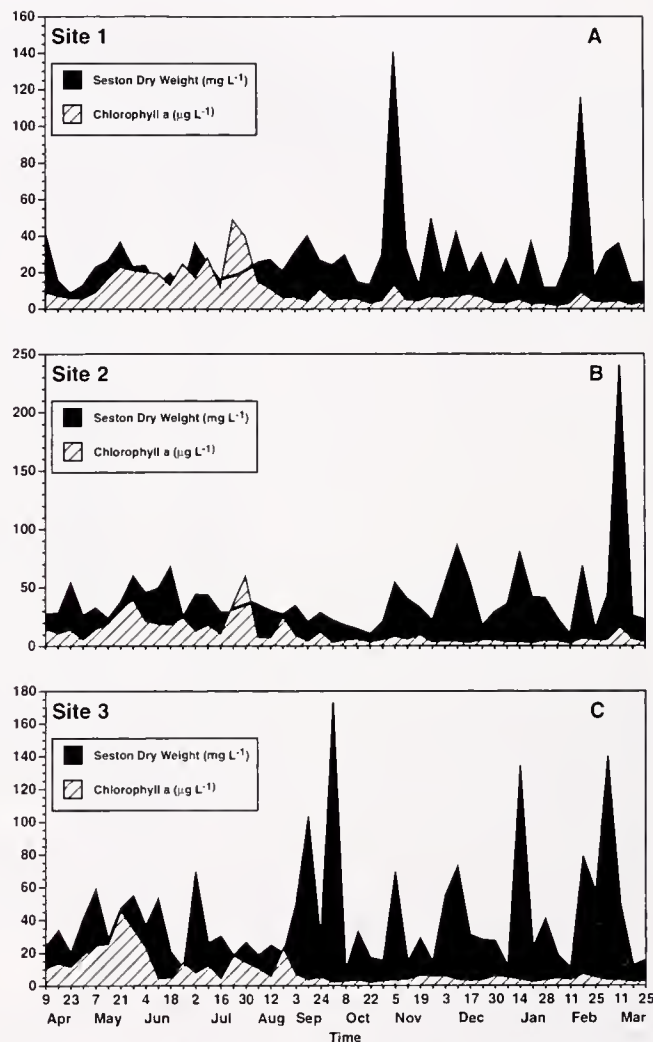 160
140
120
100
80
60
40
20
0
Site 1
A
Seston Dry Weight (mg L-1)
Chlorophyll a (µg L-1)
250
200
150
100
50
0
Site 2
B
Seston Dry Weight (mg L-1)
Chlorophyll a (µg L-1)
180
160
140
120
100
80
60
40
20
0
Site 3
C
Seston Dry Weight (mg L-1)
Chlorophyll a (µg L-1)
9 23 7 21 4 18 2 16 30 12 3 24 8 22 5 19 3 17 30 14 28 11 25 11 25
Apr May Jun Jul Aug Sep Oct Nov Dec Jan Feb Mar
Time